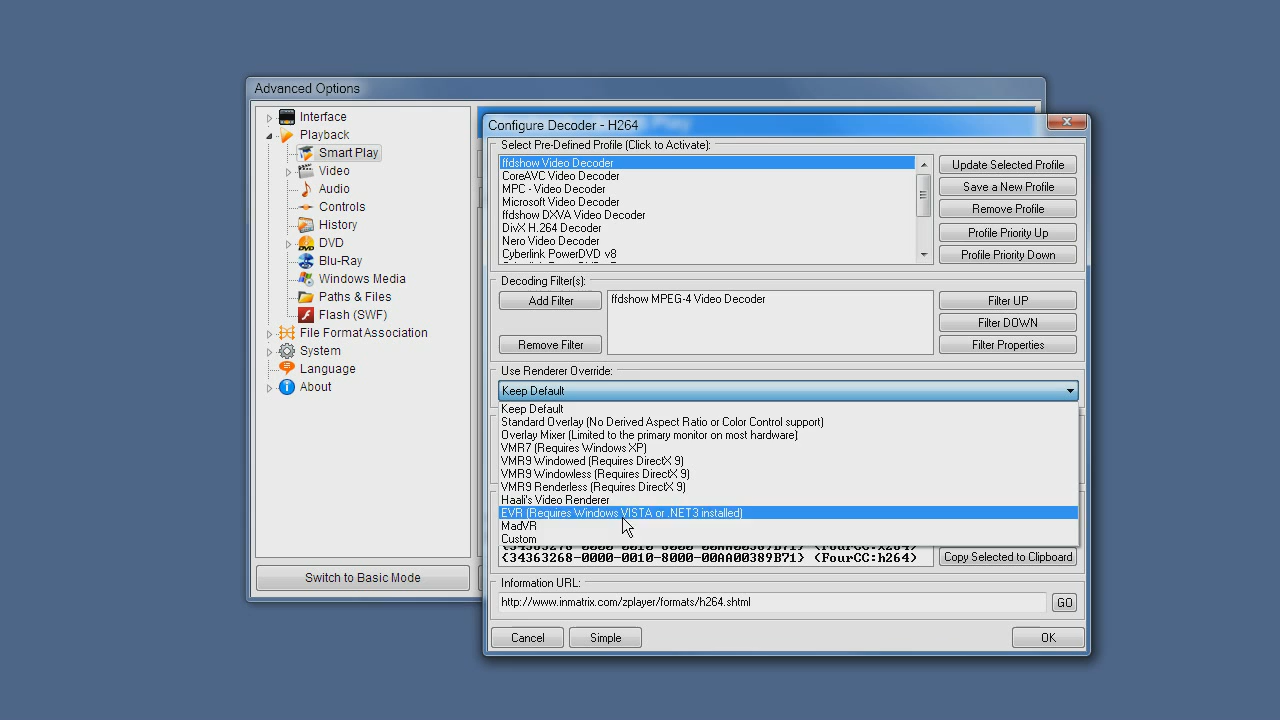 Advanced Options
Interface
Playback
Smart Play
Video
Audio
Controls
History
DVD
Blu-Ray
Windows Media
Paths & Files
Flash (SWF)
File Format Association
System
Language
About
Switch to Basic Mode
Configure Decoder - H264
Select Pre-Defined Profile (Click to Activate):
ffdshow Video Decoder
CoreAVC Video Decoder
MPC - Video Decoder
Microsoft Video Decoder
ffdshow DXVA Video Decoder
DivX H.264 Decoder
Nero Video Decoder
Cyberlink PowerDVD v8
Update Selected Profile
Save a New Profile
Remove Profile
Profile Priority Up
Profile Priority Down
Decoding Filter(s):
Add Filter
Remove Filter
ffdshow MPEG-4 Video Decoder
Filter UP
Filter DOWN
Filter Properties
Use Renderer Override:
Keep Default
Keep Default
Standard Overlay (No Derived Aspect Ratio or Color Control support)
Overlay Mixer (Limited to the primary monitor on most hardware)
VMR7 (Requires Windows XP)
VMR9 Windowed (Requires DirectX 9)
VMR9 Windowless (Requires DirectX 9)
VMR9 Renderless (Requires DirectX 9)
Haali's Video Renderer
EVR (Requires Windows VISTA or .NET3 installed)
MadVR
Custom
{34363268-0000-0010-8000-00AA00389B71} <FourCC:h264>
Copy Selected to Clipboard
Information URL:
http://www.inmatrix.com/zplayer/formats/h264.shtml
GO
Cancel
Simple
OK